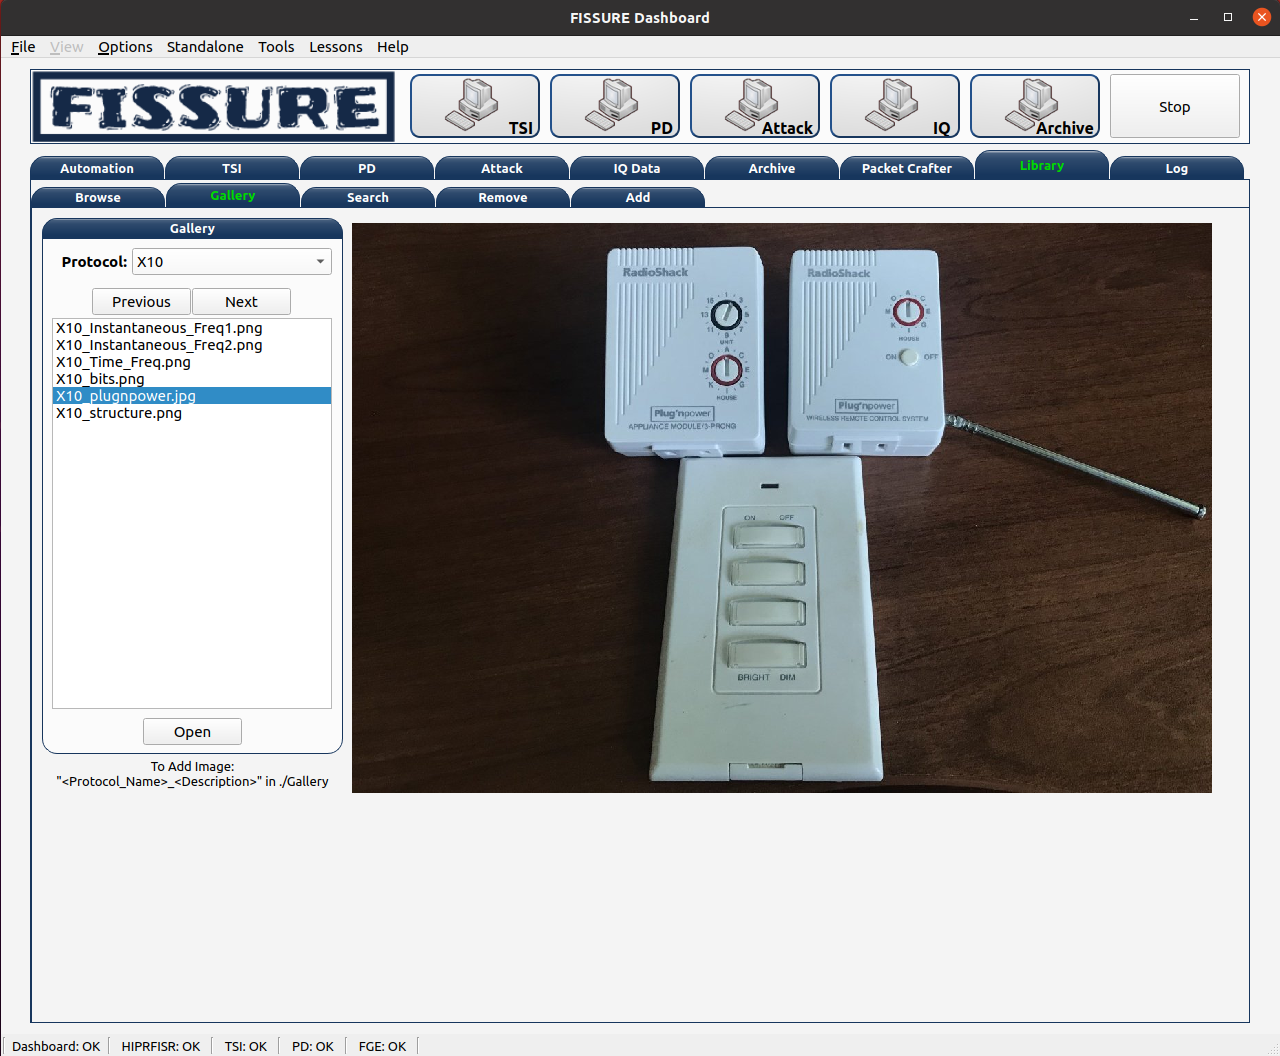 FISSURE Dashboard
File View Options Standalone Tools Lessons Help
FISSURE
TSI
PD
Attack
IQ
Archive
Stop
Automation TSI PD Attack IQ Data Archive Packet Crafter Library Log
Browse Gallery Search Remove Add
Gallery
Protocol: X10
Previous Next
X10_Instantaneous_Freq1.png
X10_Instantaneous_Freq2.png
X10_Time_Freq.png
X10_bits.png
X10_plugnpower.jpg
X10_structure.png
Open
To Add Image:
"<Protocol_Name>_<Description>" in ./Gallery
RadioShack
UNIT
HOUSE
Plug'npower
APPLIANCE MODULE/3-PRONG
RadioShack
HOUSE
ON OFF
Plug'npower
WIRELESS REMOTE CONTROL SYSTEM
ON OFF
BRIGHT DIM
Dashboard: OK HIPRFISR: OK TSI: OK PD: OK FGE: OK